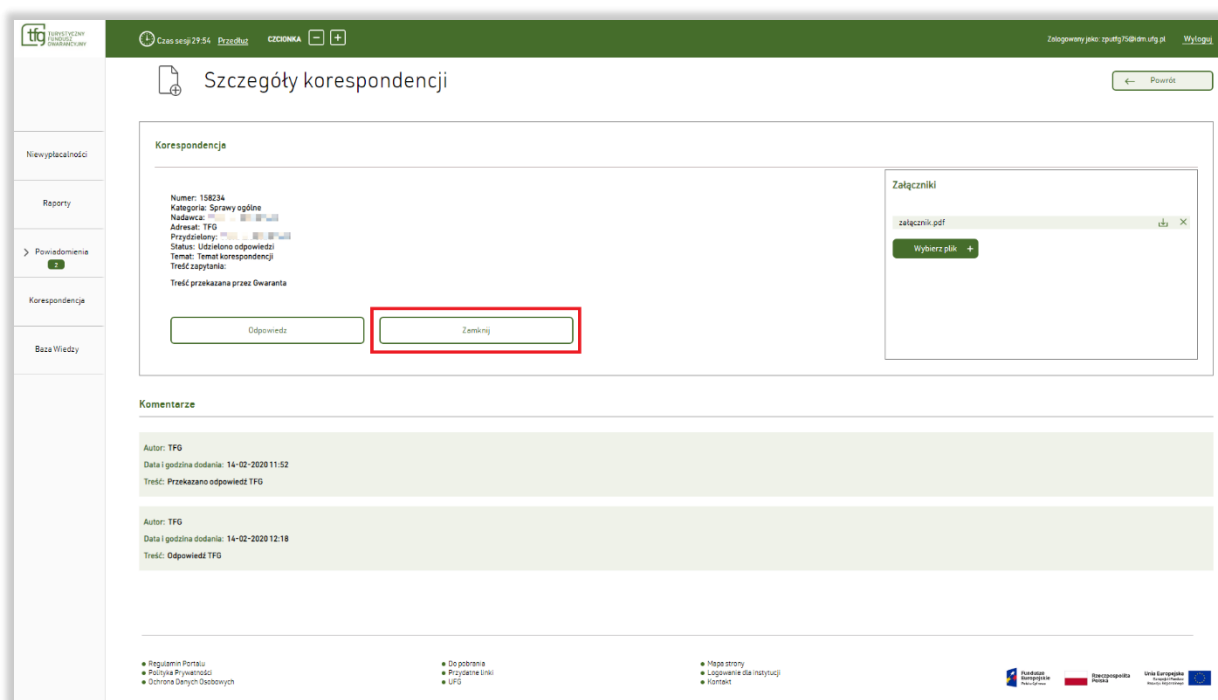 tfg TURYSTYCZNY
FUNDUSZ
GWARANCYJNY
Czas sesji 29:54 Przedłuż CZCIONKA − +
Zalogowany jako: zputfg75@idm.ufg.pl Wyloguj
Szczegóły korespondencji
← Powrót
Niewypłacalności
Raporty
> Powiadomienia
2
Korespondencja
Baza Wiedzy
Korespondencja
Numer: 158234
Kategoria: Sprawy ogólne
Nadawca:
Adresat: TFG
Przydzielony:
Status: Udzielono odpowiedzi
Temat: Temat korespondencji
Treść zapytania:
Treść przekazana przez Gwaranta
Odpowiedz
Zamknij
Załączniki
załącznik.pdf
Wybierz plik +
Komentarze
Autor: TFG
Data i godzina dodania: 14-02-2020 11:52
Treść: Przekazano odpowiedź TFG
Autor: TFG
Data i godzina dodania: 14-02-2020 12:18
Treść: Odpowiedź TFG
Regulamin Portalu
Polityka Prywatności
Ochrona Danych Osobowych
Do pobrania
Przydatne linki
UFG
Mapa strony
Logowanie dla instytucji
Kontakt
Fundusze
Europejskie
Polska Cyfrowa
Rzeczpospolita
Polska
Unia Europejska